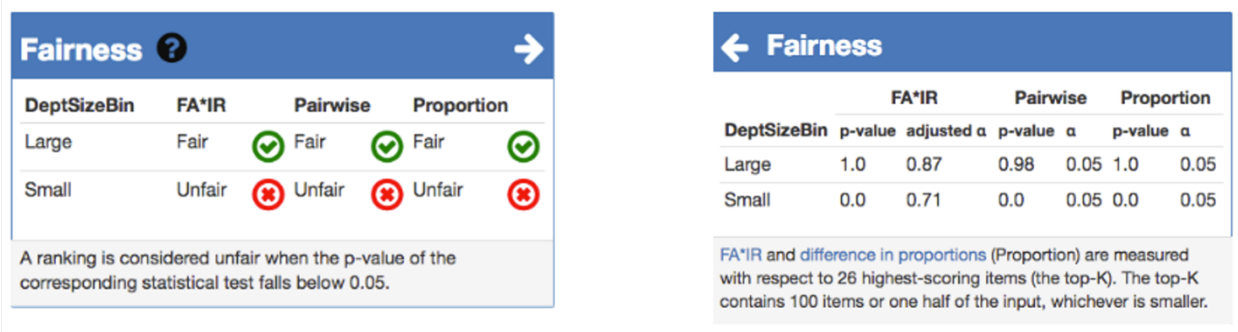 Fairness ?
DeptSizeBin FA*IR Pairwise Proportion
Large Fair Fair Fair
Small Unfair Unfair Unfair
A ranking is considered unfair when the p-value of the
corresponding statistical test falls below 0.05.
Fairness
FA*IR Pairwise Proportion
DeptSizeBin p-value adjusted α p-value α p-value α
Large 1.0 0.87 0.98 0.05 1.0 0.05
Small 0.0 0.71 0.0 0.05 0.0 0.05
FA*IR and difference in proportions (Proportion) are measured
with respect to 26 highest-scoring items (the top-K). The top-K
contains 100 items or one half of the input, whichever is smaller.